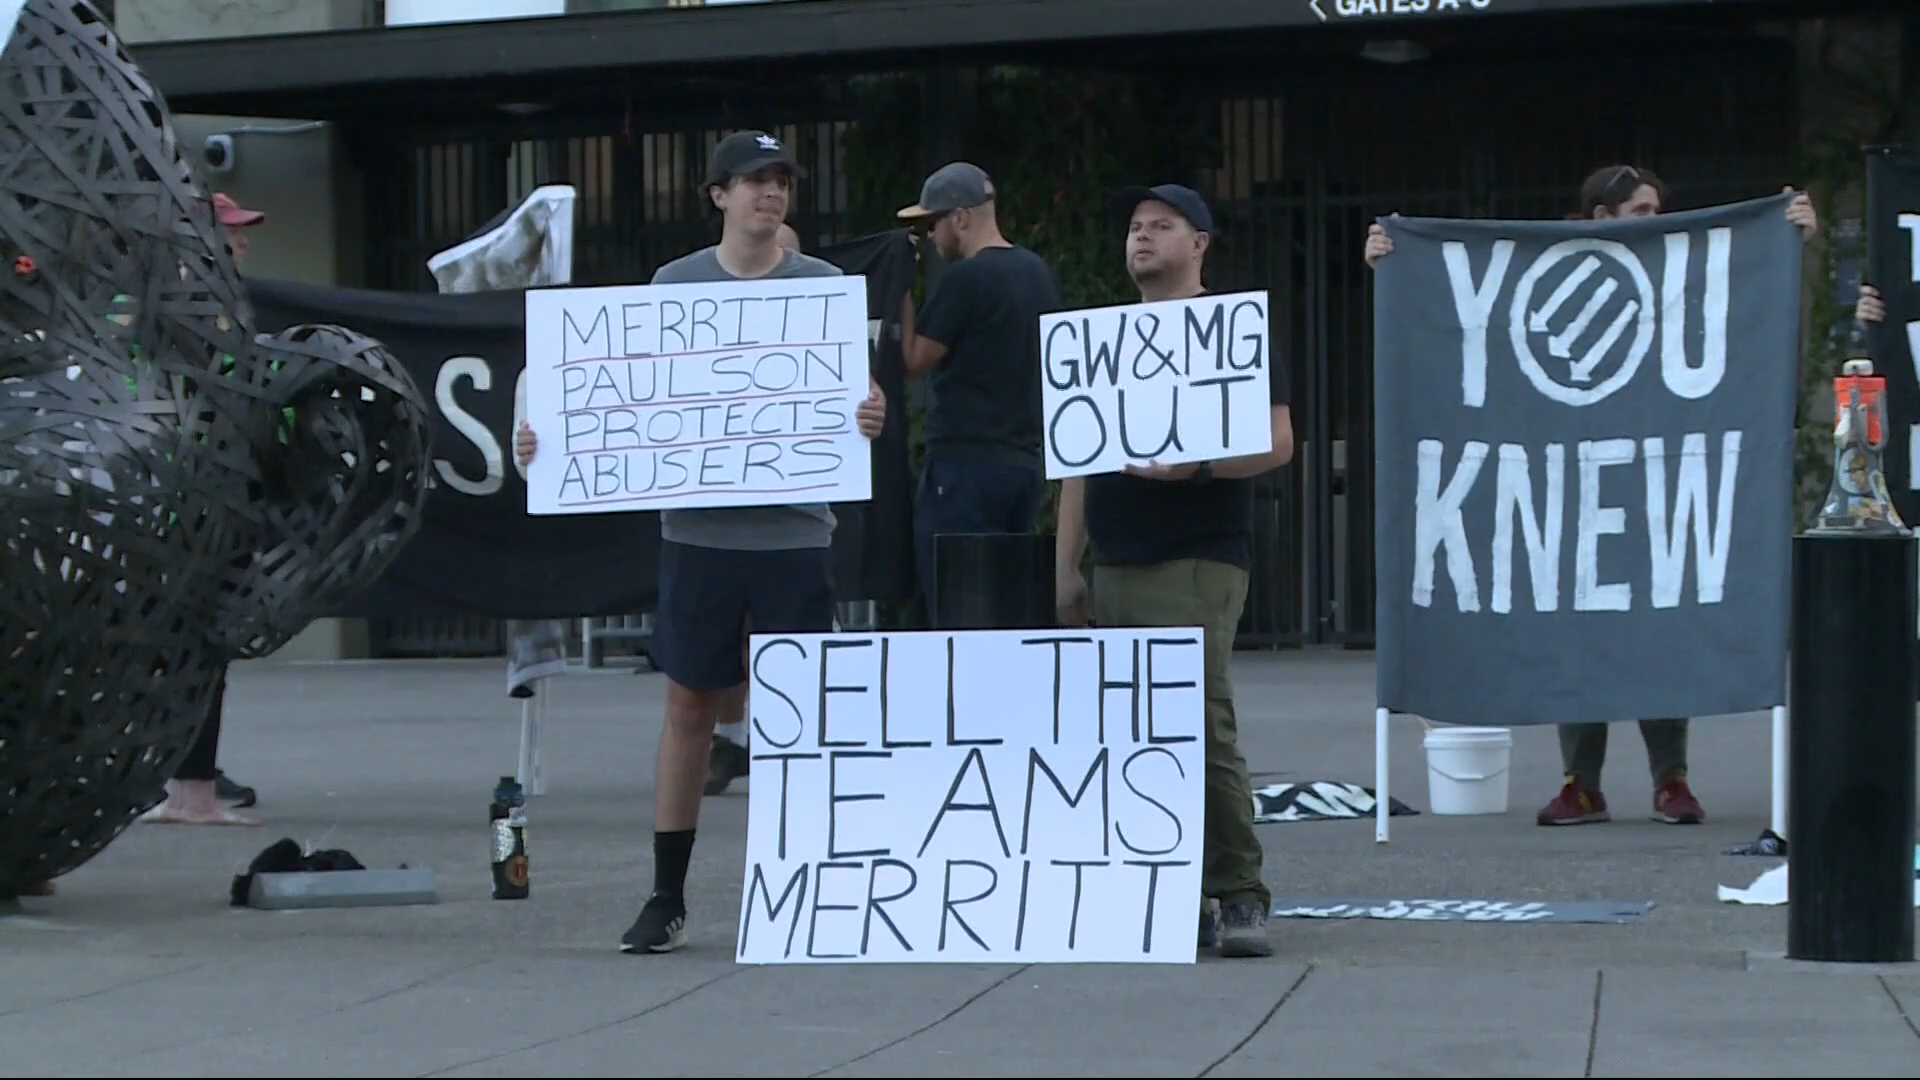 < GATES A-C
MERRITT
PAULSON
PROTECTS
ABUSERS
GW&MG
OUT
YOU
KNEW
SELL THE
TEAMS
MERRITT